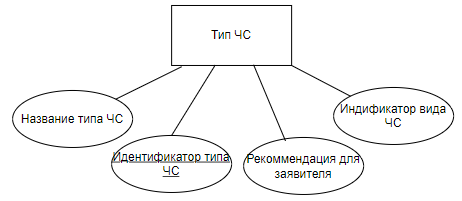 Тип ЧС
Название типа ЧС
Идентификатор типа
ЧС
Рекоммендация для
заявителя
Индификатор вида
ЧС